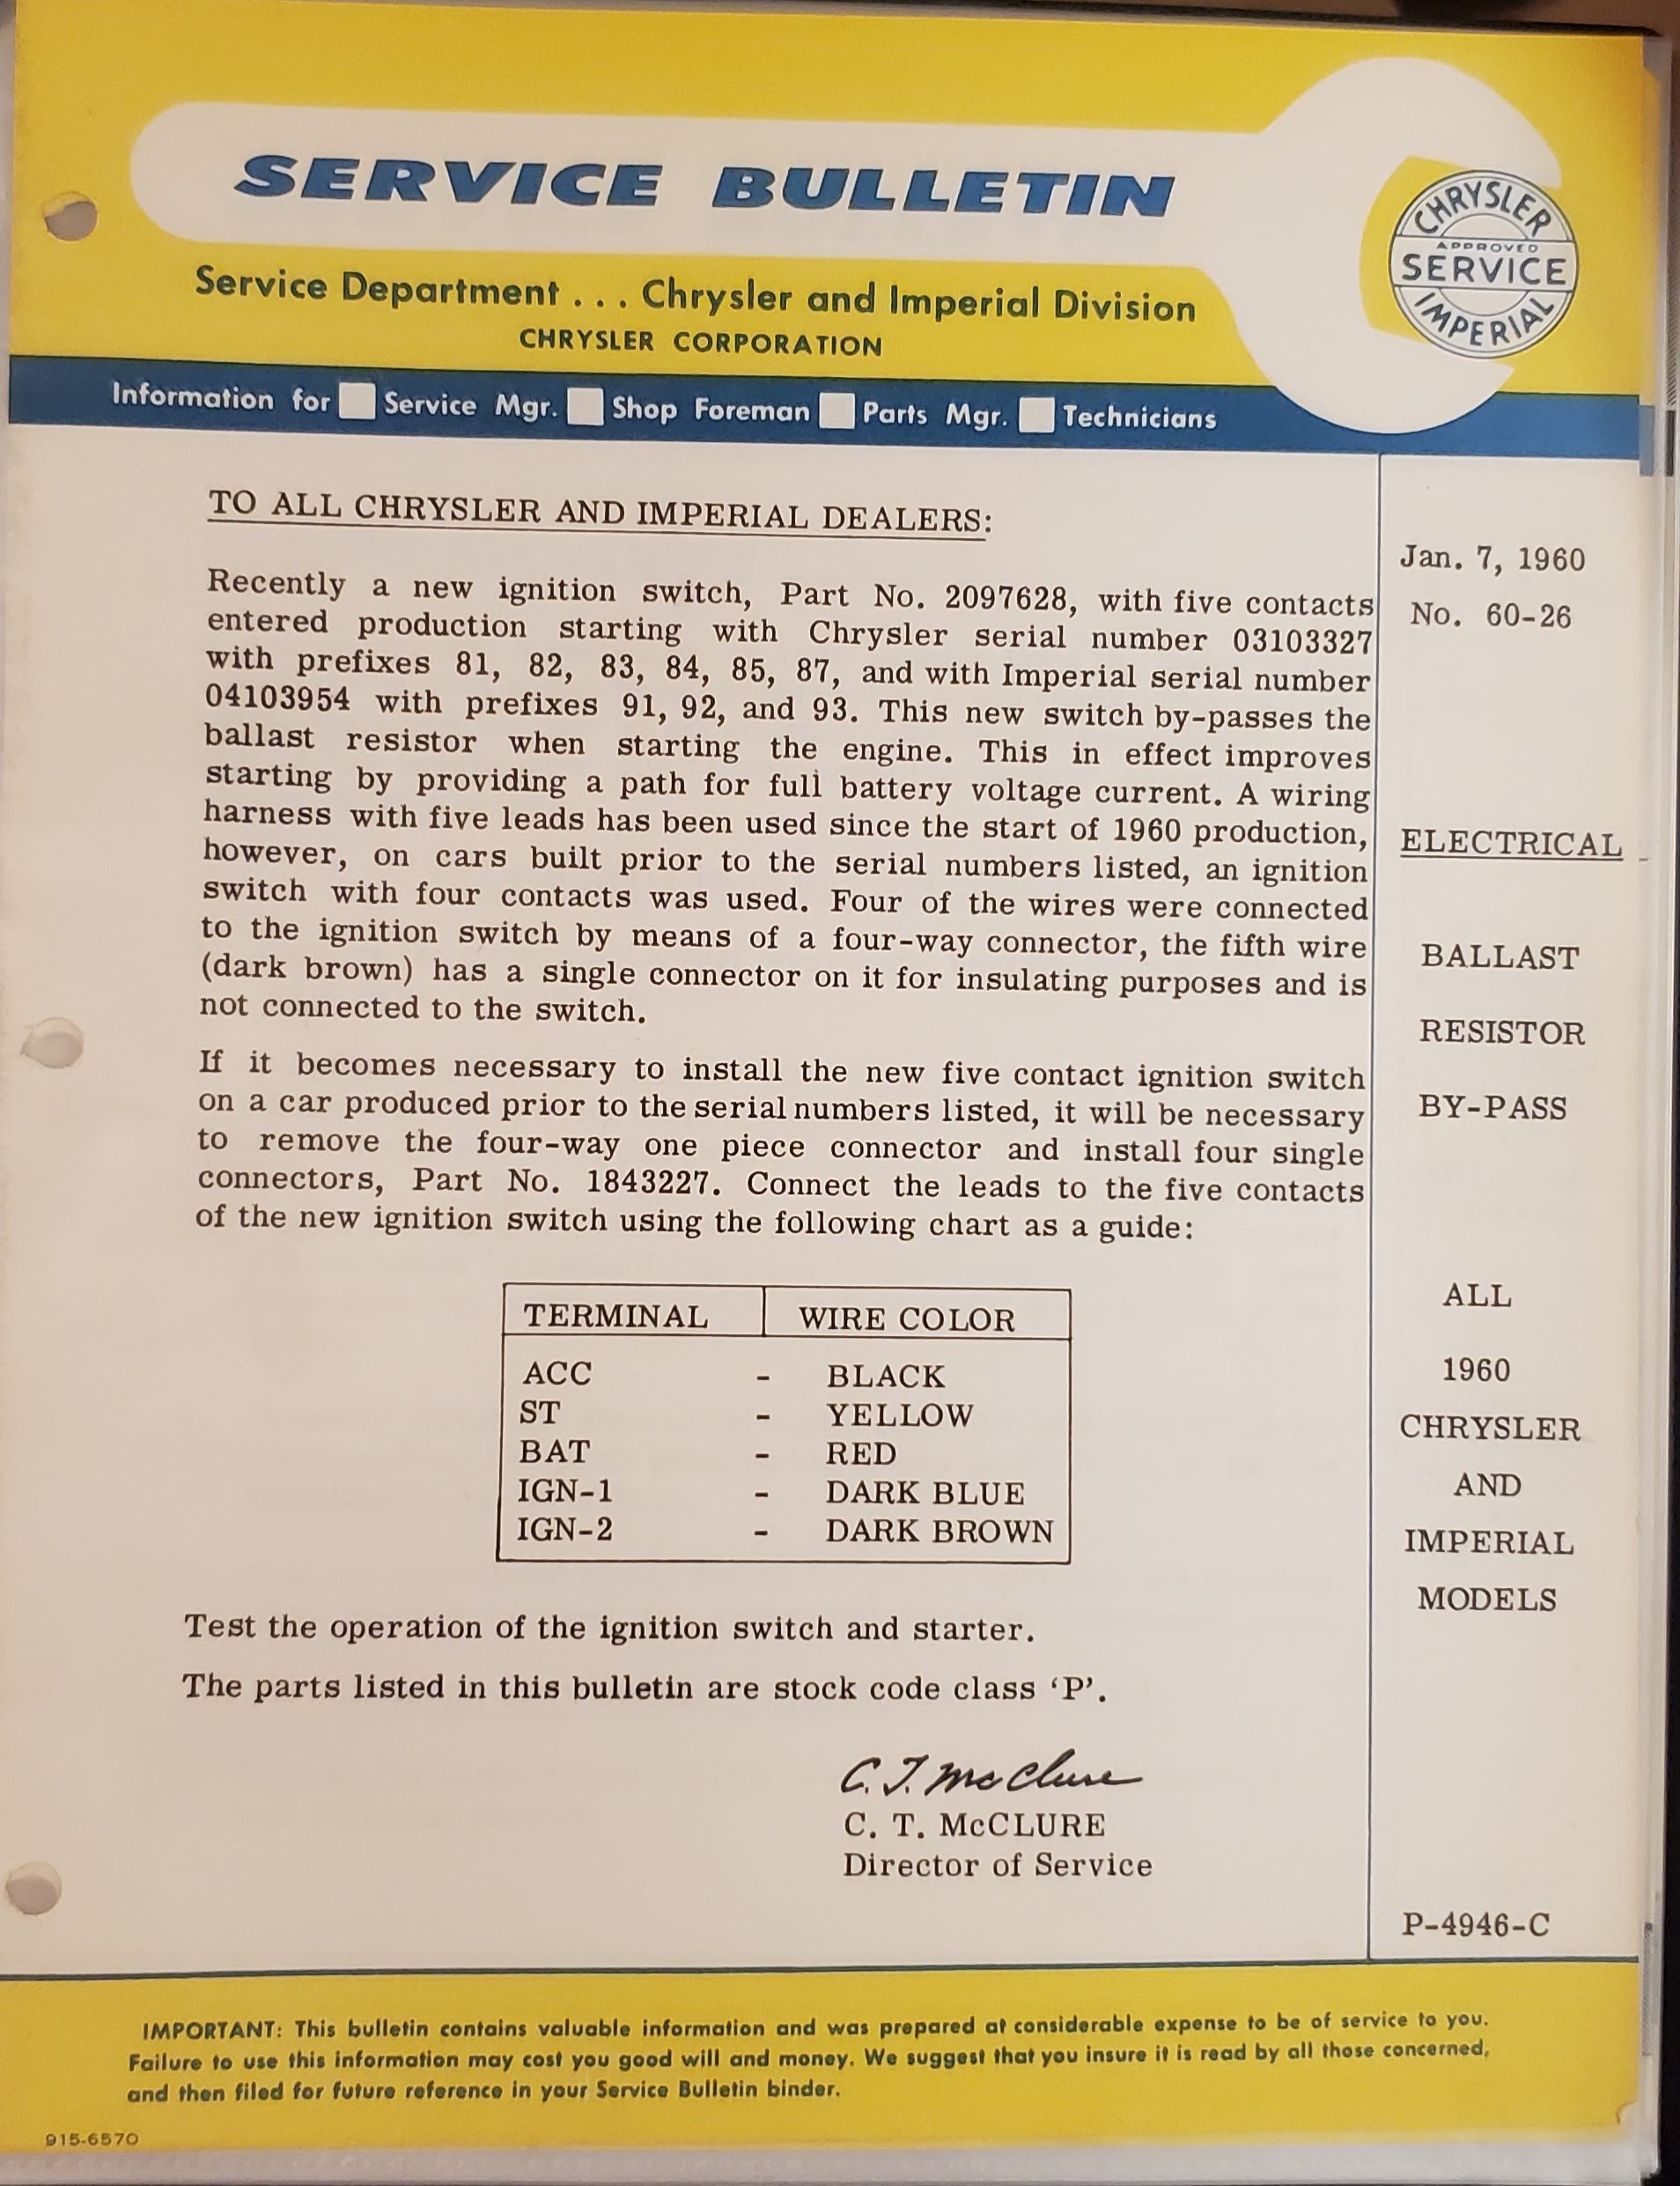 SERVICE BULLETIN
CHRYSLER
APPROVED
SERVICE
IMPERIAL
Service Department . . . Chrysler and Imperial Division
CHRYSLER CORPORATION
Information for Service Mgr. Shop Foreman Parts Mgr. Technicians
TO ALL CHRYSLER AND IMPERIAL DEALERS:
Recently a new ignition switch, Part No. 2097628, with five contacts
entered production starting with Chrysler serial number 03103327
with prefixes 81, 82, 83, 84, 85, 87, and with Imperial serial number
04103954 with prefixes 91, 92, and 93. This new switch by-passes the
ballast resistor when starting the engine. This in effect improves
starting by providing a path for full battery voltage current. A wiring
harness with five leads has been used since the start of 1960 production,
however, on cars built prior to the serial numbers listed, an ignition
switch with four contacts was used. Four of the wires were connected
to the ignition switch by means of a four-way connector, the fifth wire
(dark brown) has a single connector on it for insulating purposes and is
not connected to the switch.
If it becomes necessary to install the new five contact ignition switch
on a car produced prior to the serial numbers listed, it will be necessary
to remove the four-way one piece connector and install four single
connectors, Part No. 1843227. Connect the leads to the five contacts
of the new ignition switch using the following chart as a guide:
TERMINAL WIRE COLOR
ACC - BLACK
ST - YELLOW
BAT - RED
IGN-1 - DARK BLUE
IGN-2 - DARK BROWN
Test the operation of the ignition switch and starter.
The parts listed in this bulletin are stock code class ‘P’.
C. T. McClure
C. T. McCLURE
Director of Service
Jan. 7, 1960
No. 60-26
ELECTRICAL
BALLAST
RESISTOR
BY-PASS
ALL
1960
CHRYSLER
AND
IMPERIAL
MODELS
P-4946-C
IMPORTANT: This bulletin contains valuable information and was prepared at considerable expense to be of service to you.
Failure to use this information may cost you good will and money. We suggest that you insure it is read by all those concerned,
and then filed for future reference in your Service Bulletin binder.
915-6570